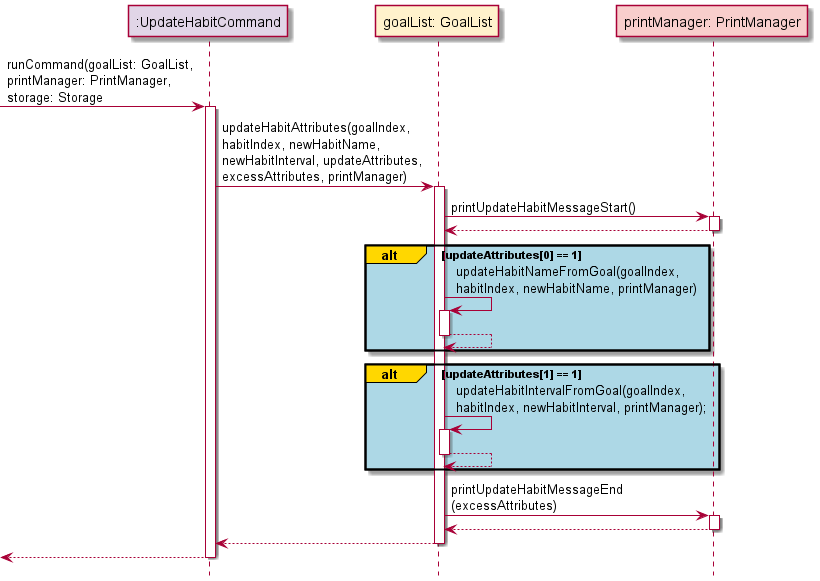 :UpdateHabitCommand
goalList: GoalList
printManager: PrintManager
runCommand(goalList: GoalList,
printManager: PrintManager,
storage: Storage
updateHabitAttributes(goalIndex,
habitIndex, newHabitName,
newHabitInterval, updateAttributes,
excessAttributes, printManager)
printUpdateHabitMessageStart()
alt
[updateAttributes[0] == 1]
updateHabitNameFromGoal(goalIndex,
habitIndex, newHabitName, printManager)
alt
[updateAttributes[1] == 1]
updateHabitIntervalFromGoal(goalIndex,
habitIndex, newHabitInterval, printManager);
printUpdateHabitMessageEnd
(excessAttributes)